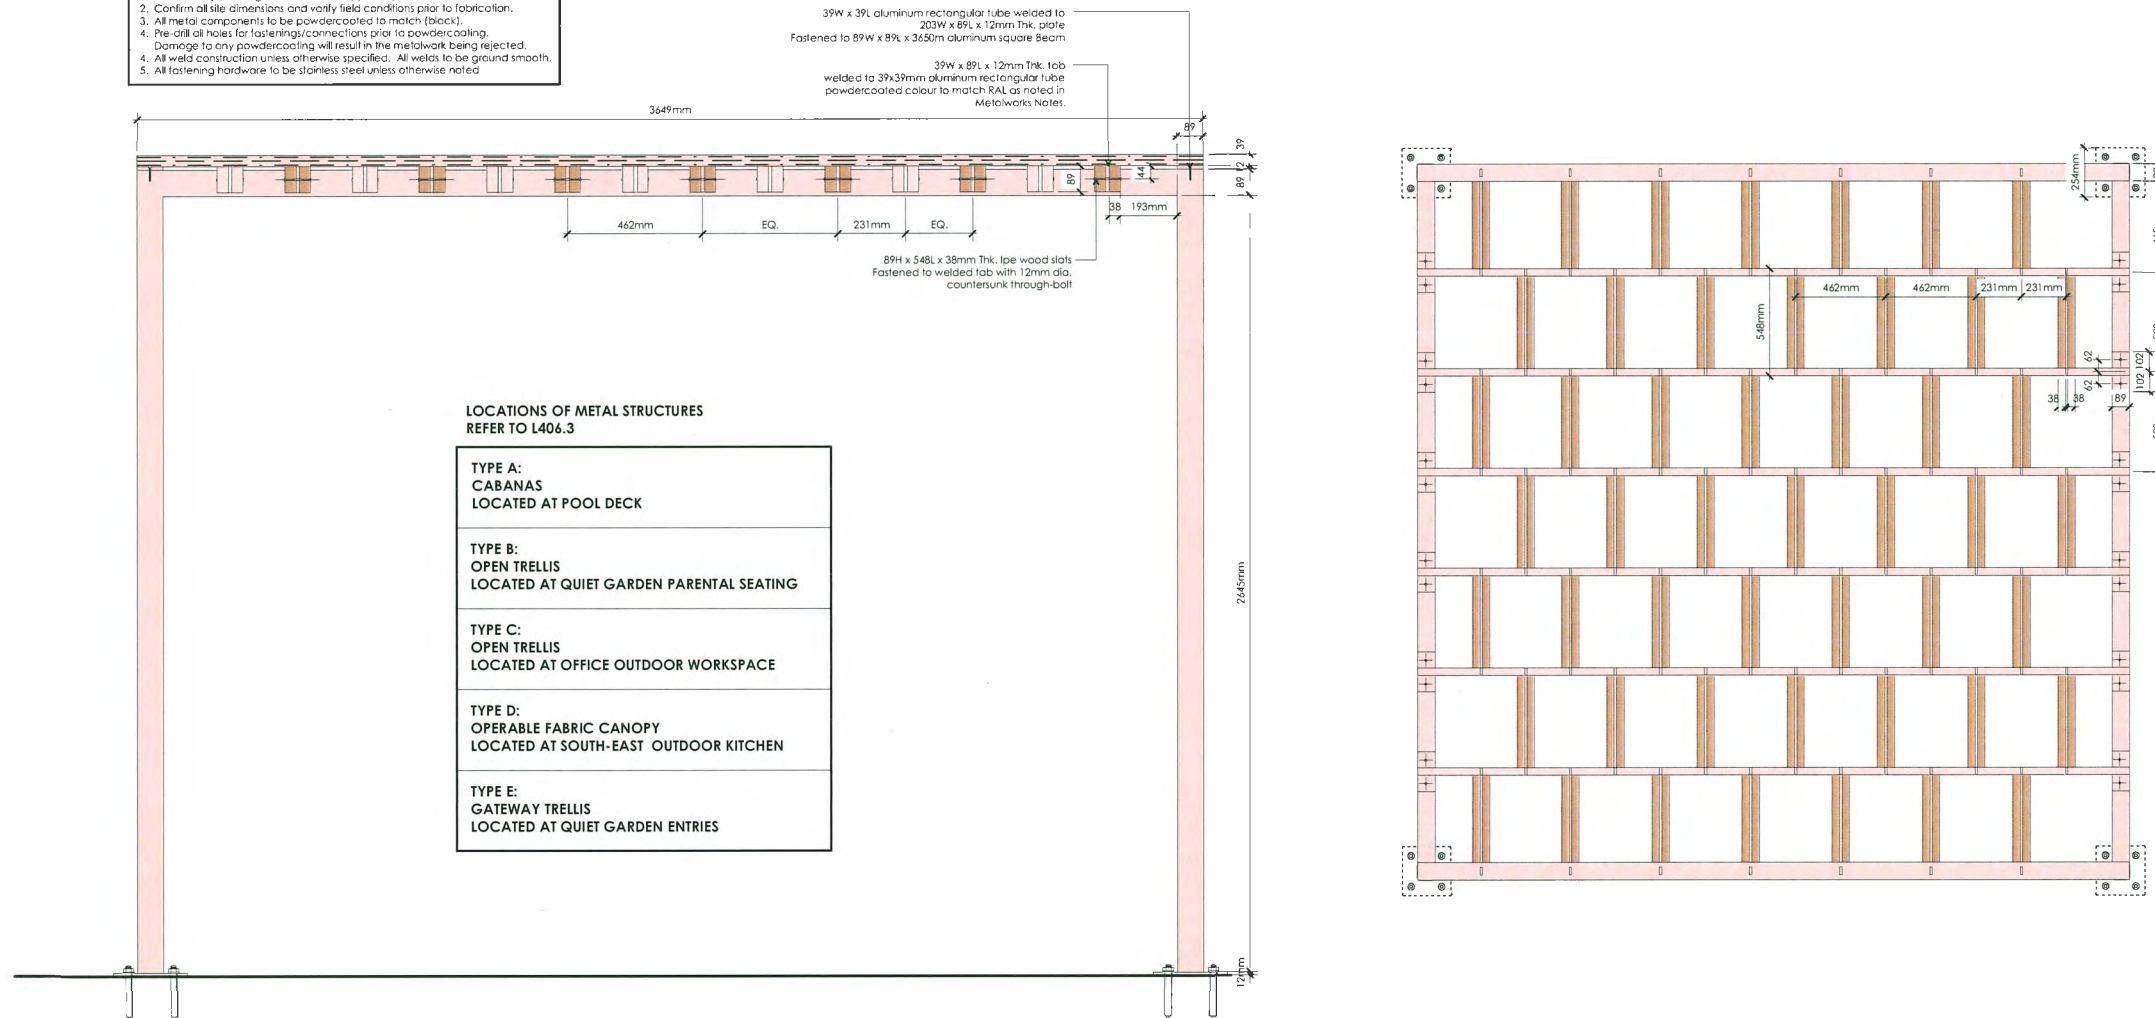 2. Confirm all site dimensions and verify field conditions prior to fabrication.
3. All metal components to be powdercoated to match (black).
4. Pre-drill all holes for fastenings/connections prior to powdercoating.
Damage to any powdercoating will result in the metalwork being rejected.
4. All weld construction unless otherwise specified. All welds to be ground smooth.
5. All fastening hardware to be stainless steel unless otherwise noted
39W x 39L aluminum rectangular tube welded to
203W x 89L x 12mm Thk. plate
Fastened to 89W x 89L x 3650m aluminum square Beam
39W x 89L x 12mm Thk. tab
welded to 39x39mm aluminum rectangular tube
powdercoated colour to match RAL as noted in
Metalworks Notes.
3649mm
89
39
12
89
89
44
38 193mm
462mm EQ. 231mm EQ.
89H x 548L x 38mm Thk. Ipe wood slats
Fastened to welded tab with 12mm dia.
countersunk through-bolt
2645mm
12mm
LOCATIONS OF METAL STRUCTURES
REFER TO L406.3
TYPE A:
CABANAS
LOCATED AT POOL DECK
TYPE B:
OPEN TRELLIS
LOCATED AT QUIET GARDEN PARENTAL SEATING
TYPE C:
OPEN TRELLIS
LOCATED AT OFFICE OUTDOOR WORKSPACE
TYPE D:
OPERABLE FABRIC CANOPY
LOCATED AT SOUTH-EAST OUTDOOR KITCHEN
TYPE E:
GATEWAY TRELLIS
LOCATED AT QUIET GARDEN ENTRIES
254mm
462mm 462mm 231mm 231mm
548mm
62
62
102
102
38 38 89